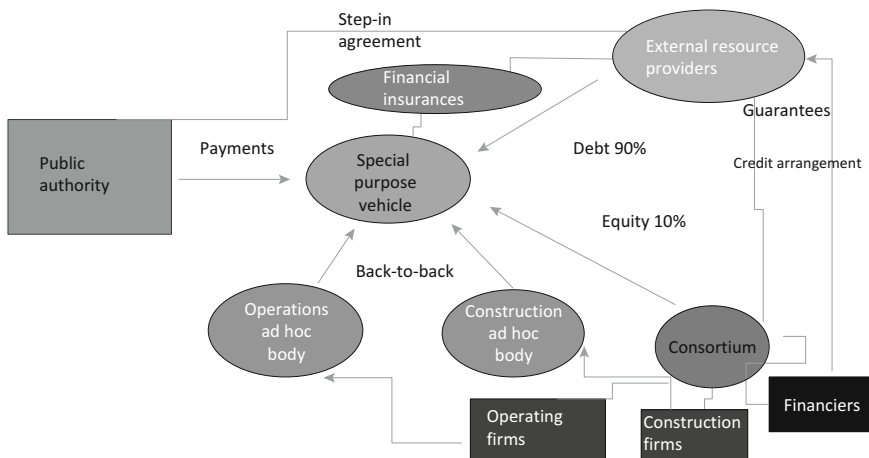 Step-in
agreement
External resource
providers
Financial
insurances
Guarantees
Public
authority
Payments
Special
purpose
vehicle
Debt 90%
Credit arrangement
Equity 10%
Back-to-back
Operations
ad hoc
body
Construction
ad hoc
body
Consortium
Operating
firms
Construction
firms
Financiers